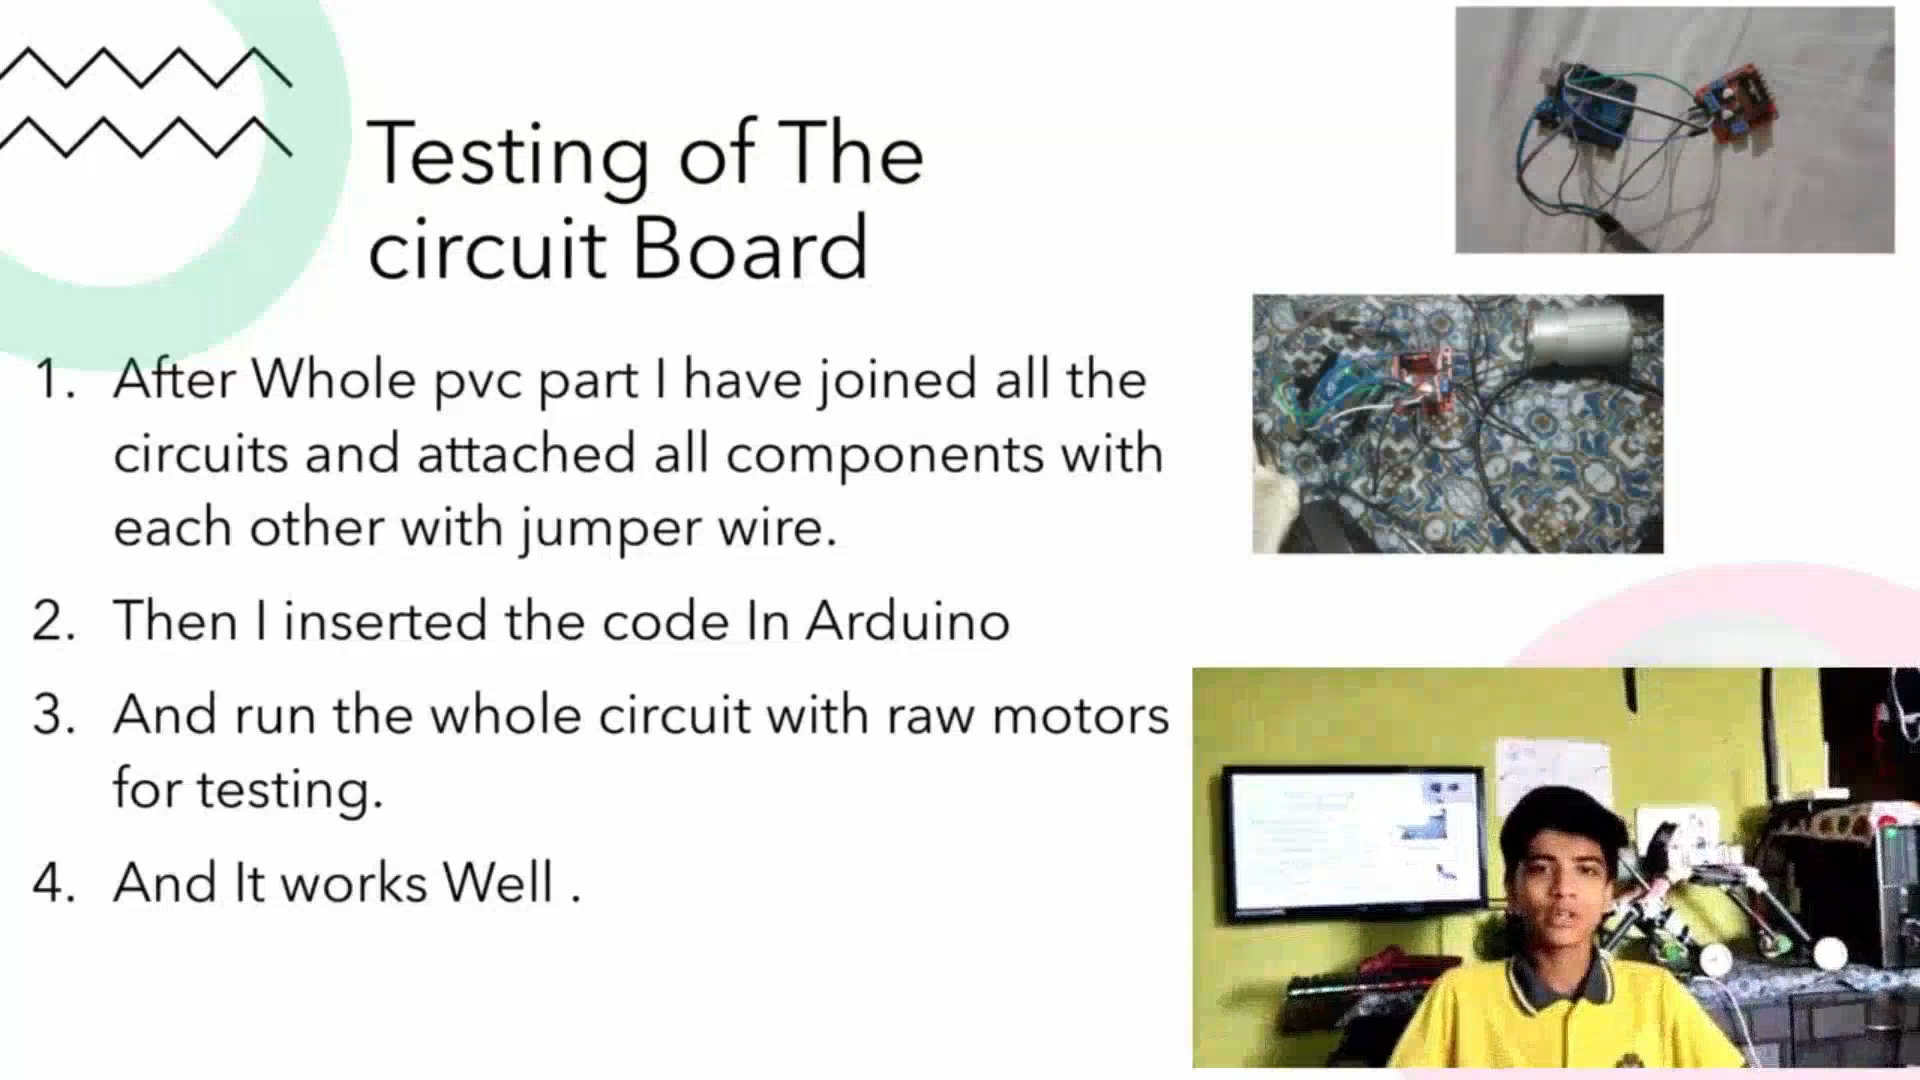 Testing of The
circuit Board
1. After Whole pvc part I have joined all the
circuits and attached all components with
each other with jumper wire.
2. Then I inserted the code In Arduino
3. And run the whole circuit with raw motors
for testing.
4. And It works Well .